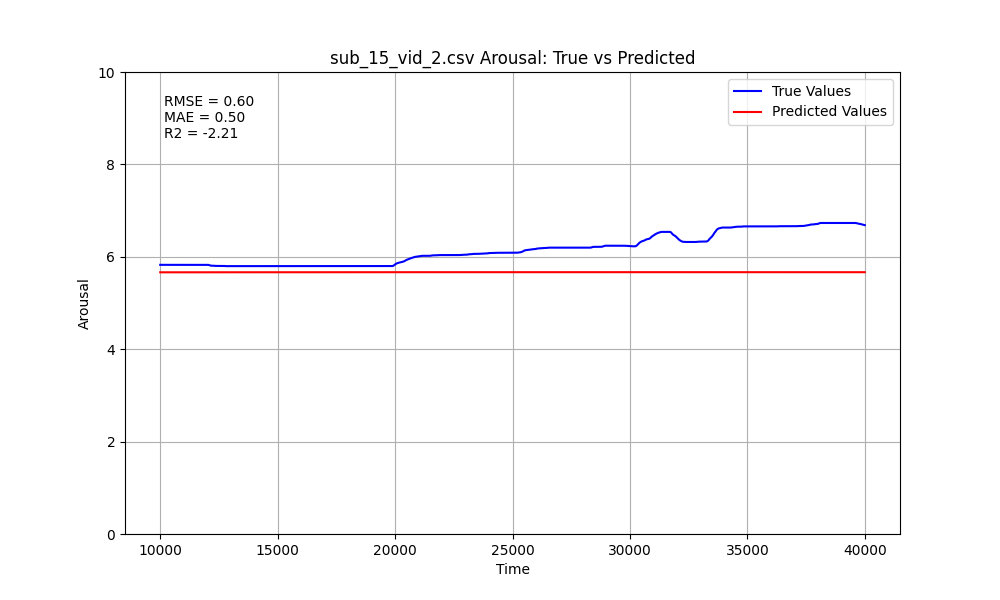 sub_15_vid_2.csv Arousal: True vs Predicted
RMSE = 0.60
MAE = 0.50
R2 = -2.21
True Values
Predicted Values
10
8
6
4
2
0
Arousal
10000 15000 20000 25000 30000 35000 40000
Time